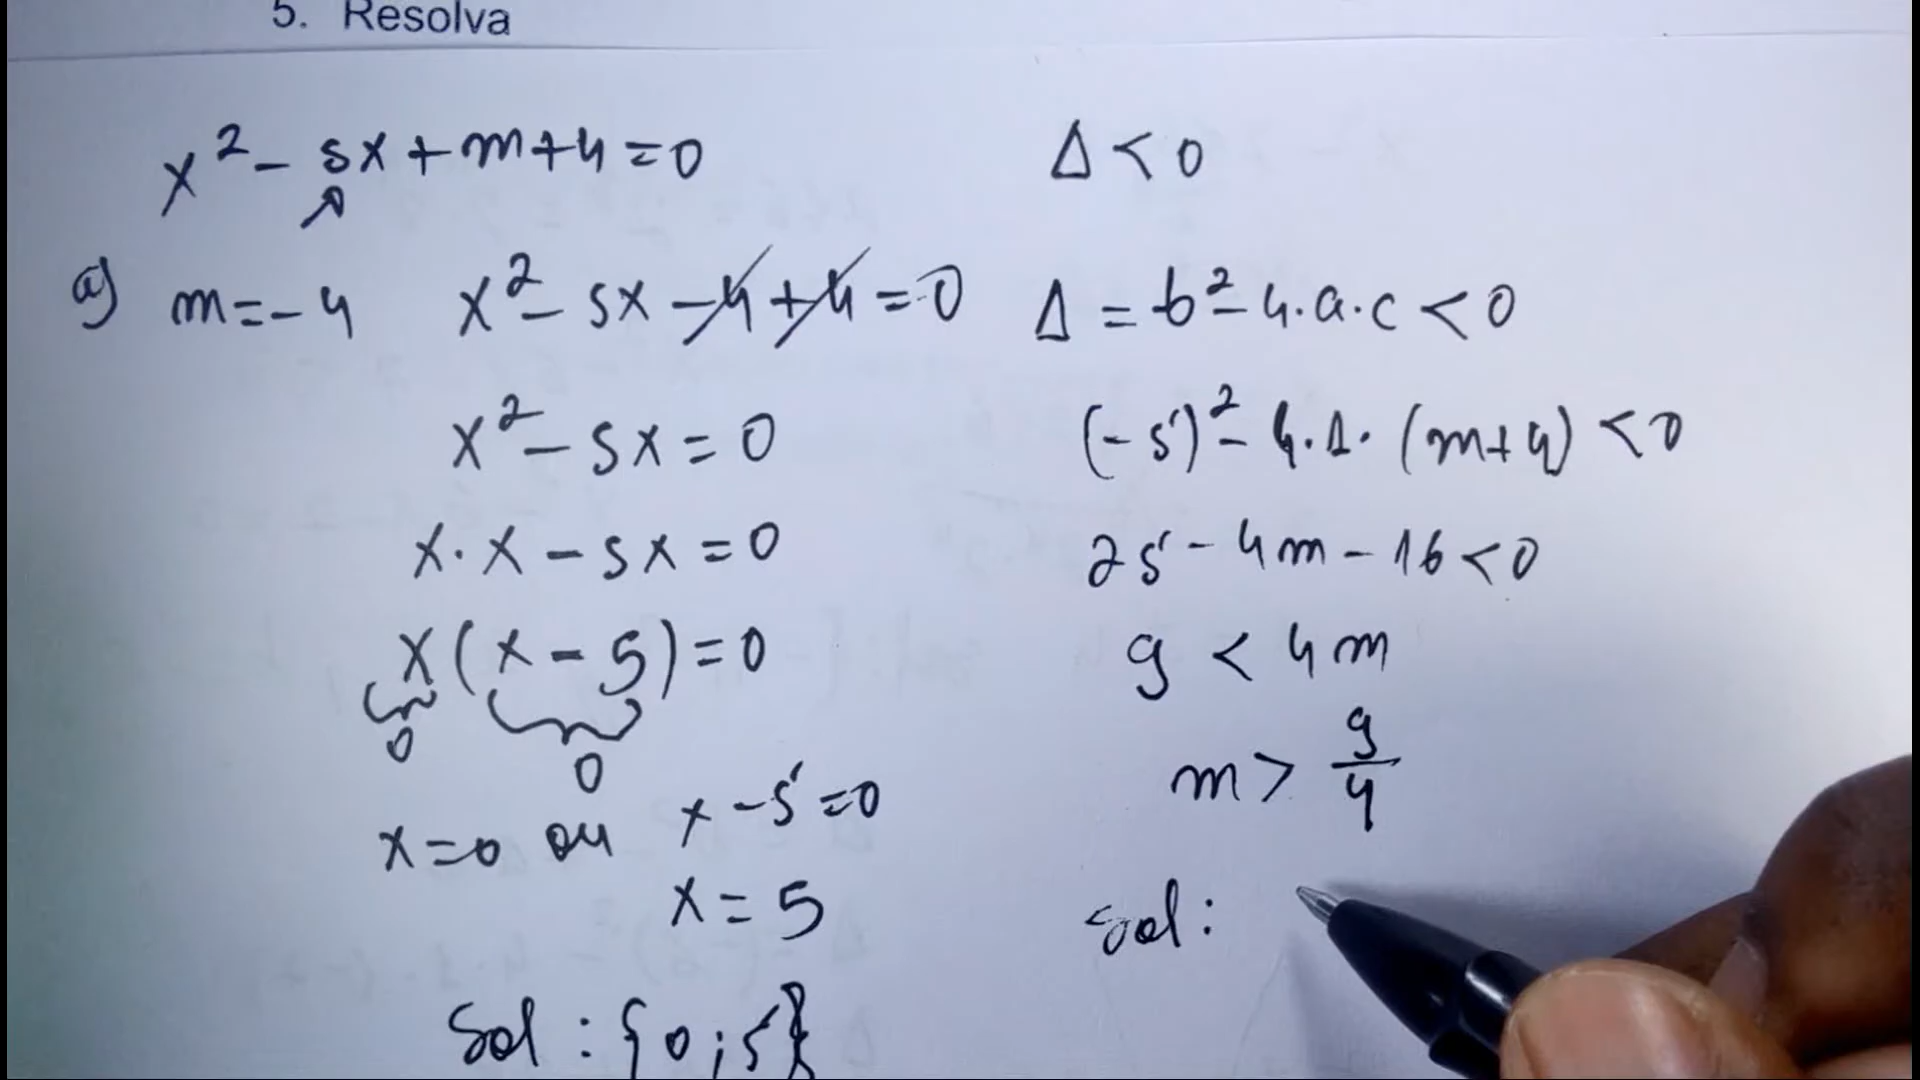 5. Resolva
x² - 5x + m + 4 = 0
a) m = -4 x² - 5x - 4 + 4 = 0
x² - 5x = 0
x · x - 5x = 0
x (x - 5) = 0
0 0
x = 0 ou x - 5 = 0
x = 5
Sol : {0 ; 5}
Δ < 0
Δ = b² - 4 . a . c < 0
(-5)² - 4 . 1 . (m+4) < 0
25 - 4m - 16 < 0
9 < 4m
m > 9/4
Sol :